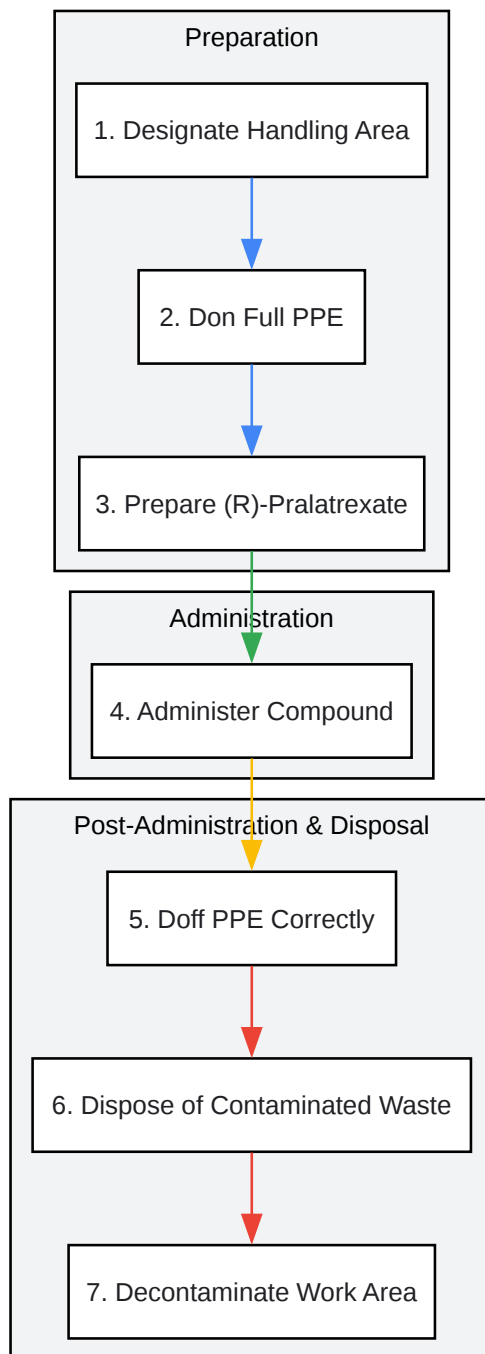 Preparation
1. Designate Handling Area
2. Don Full PPE
3. Prepare (R)-Pralatrexate
Administration
4. Administer Compound
Post-Administration & Disposal
5. Doff PPE Correctly
6. Dispose of Contaminated Waste
7. Decontaminate Work Area